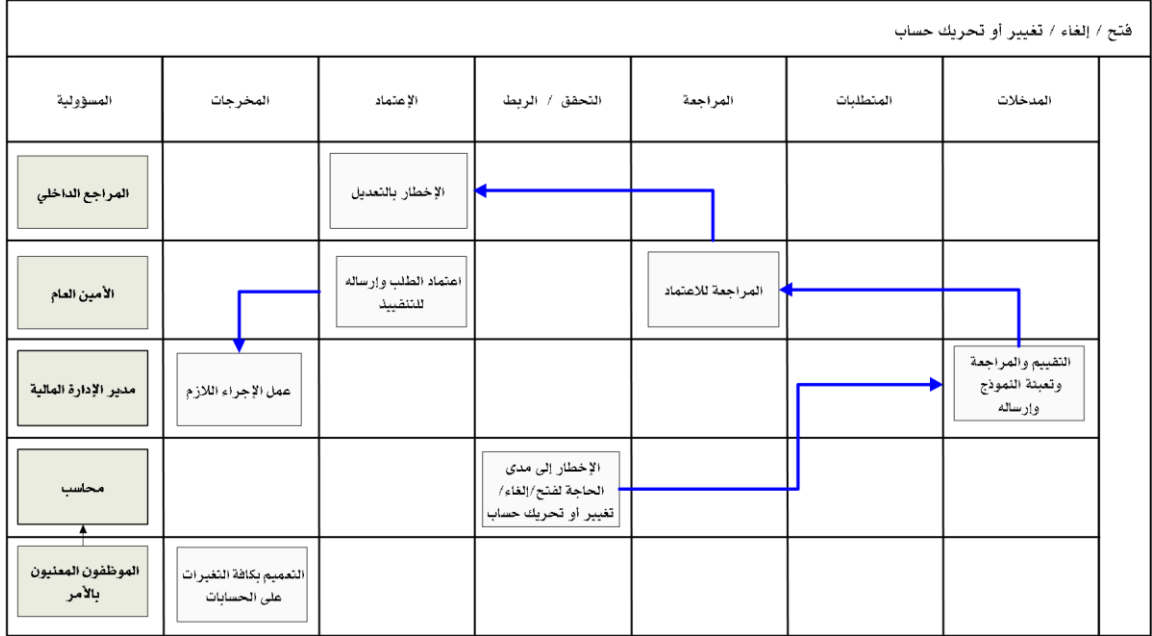 فتح / إلغاء / تغيير أو تحريك حساب
المدخلات
المتطلبات
المراجعة
التحقق / الربط
الإعتماد
المخرجات
المسؤولية
الإخطار بالتعديل
المراجع الداخلي
المراجعة للاعتماد
اعتماد الطلب وإرساله
للتنفييذ
الأمين العام
التقييم والمراجعة
وتعبئة النموذج
وإرساله
عمل الإجراء اللازم
مدير الإدارة المالية
الإخطار إلى مدى
الحاجة لفتح/إلغاء/
تغيير أو تحريك حساب
محاسب
التعميم بكافة التغيرات
على الحسابات
الموظفون المعنيون
بالأمر